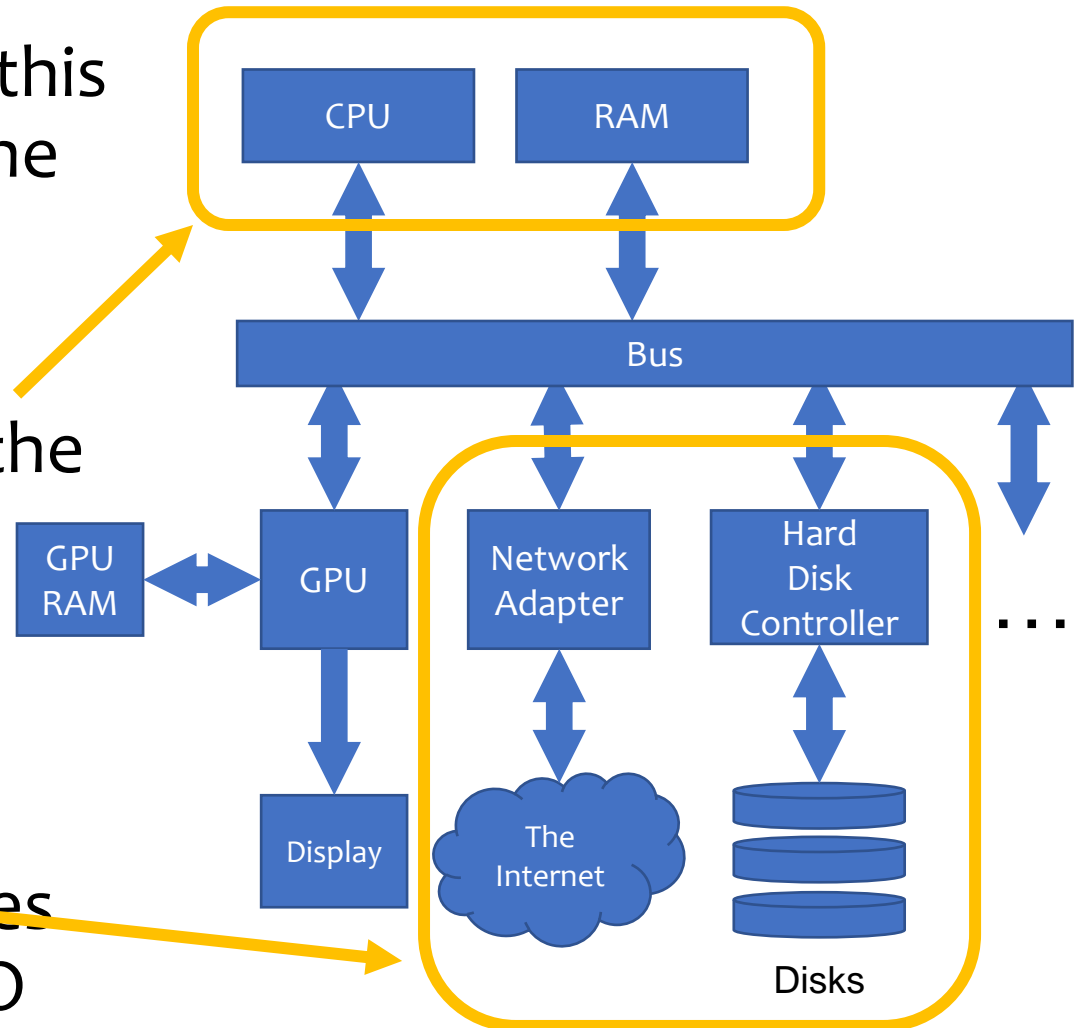 this
CPU
RAM
ne
Bus
the
GPU
RAM
GPU
Network
Adapter
Hard
Disk
Controller
...
Display
The
Internet
es
O
Disks